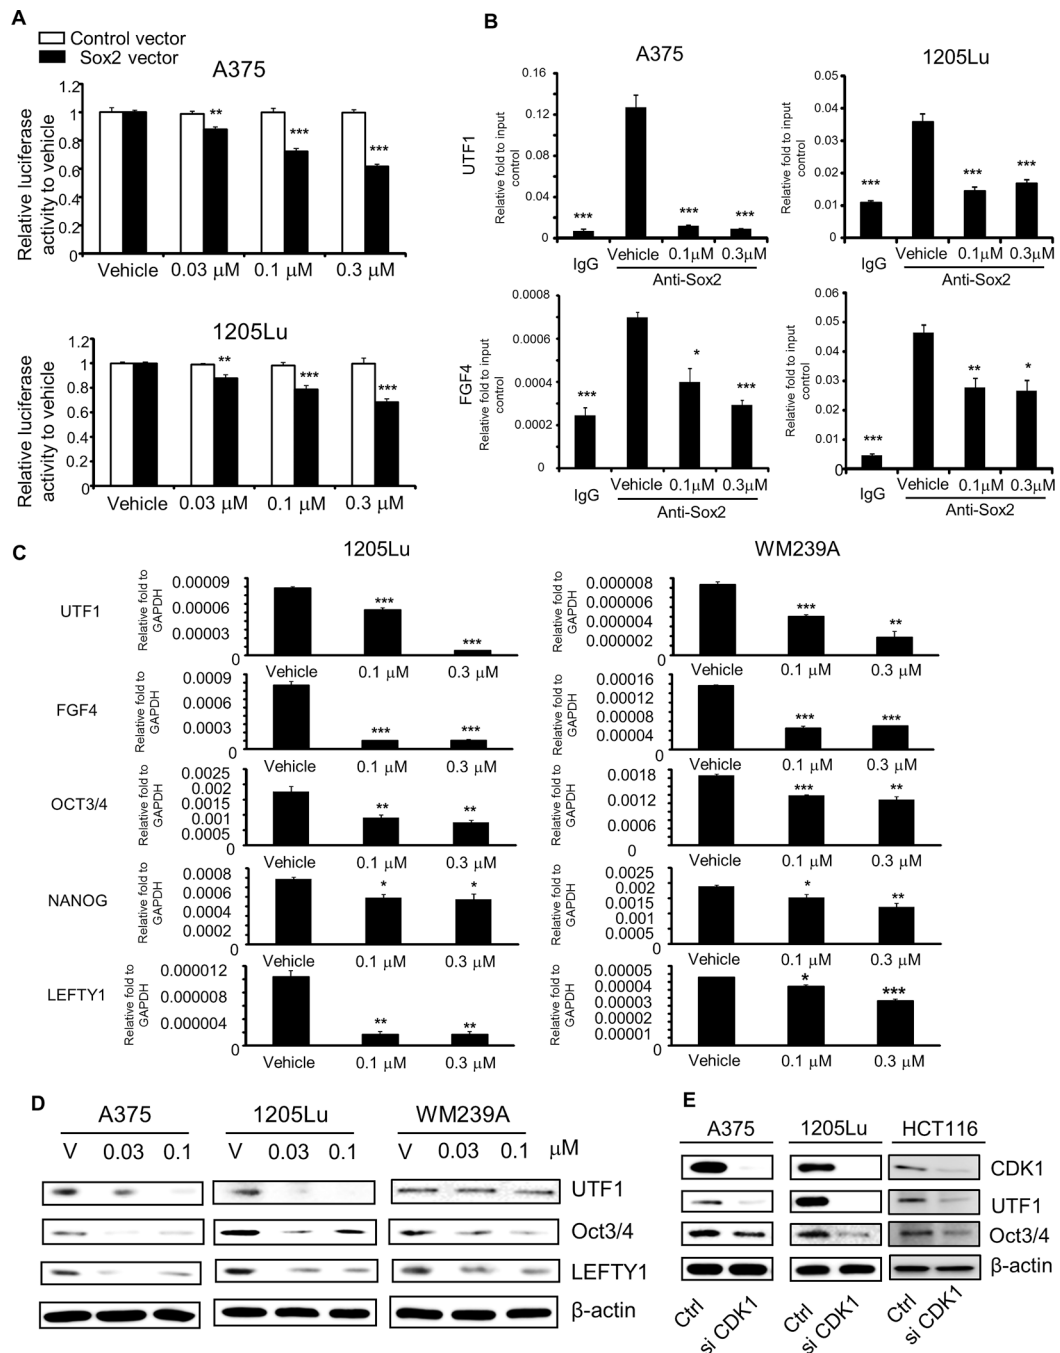 A
Control vector
Sox2 vector
A375
Relative luciferase
activity to vehicle
1.2
1
0.8
0.6
0.4
0.2
0
** *** ***
Vehicle 0.03 µM 0.1 µM 0.3 µM
1205Lu
Relative luciferase
activity to vehicle
1.2
1
0.8
0.6
0.4
0.2
0
** *** ***
Vehicle 0.03 µM 0.1 µM 0.3 µM
B
A375
UTF1
Relative fold to input
control
0.16
0.12
0.08
0.04
0
*** *** ***
IgG Vehicle 0.1µM 0.3µM
Anti-Sox2
1205Lu
Relative fold to input
control
0.05
0.04
0.03
0.02
0.01
0
*** *** ***
IgG Vehicle 0.1µM 0.3µM
Anti-Sox2
FGF4
Relative fold to input
control
0.0008
0.0006
0.0004
0.0002
0
*** * ***
IgG Vehicle 0.1µM 0.3µM
Anti-Sox2
Relative fold to input
control
0.06
0.05
0.04
0.03
0.02
0.01
0
*** ** *
IgG Vehicle 0.1µM 0.3µM
Anti-Sox2
C
1205Lu
WM239A
UTF1
Relative fold to
GAPDH
0.00009
0.00006
0.00003
0
*** ***
Vehicle 0.1 µM 0.3 µM
Relative fold to
GAPDH
0.000008
0.000006
0.000004
0.000002
0
*** **
Vehicle 0.1 µM 0.3 µM
FGF4
Relative fold to
GAPDH
0.0009
0.0006
0.0003
0
*** ***
Vehicle 0.1 µM 0.3 µM
Relative fold to
GAPDH
0.00016
0.00012
0.00008
0.00004
0
*** ***
Vehicle 0.1 µM 0.3 µM
OCT3/4
Relative fold to
GAPDH
0.0025
0.002
0.0015
0.001
0.0005
0
** **
Vehicle 0.1 µM 0.3 µM
Relative fold to
GAPDH
0.0018
0.0012
0.0006
0
*** **
Vehicle 0.1 µM 0.3 µM
NANOG
Relative fold to
GAPDH
0.0008
0.0006
0.0004
0.0002
0
* *
Vehicle 0.1 µM 0.3 µM
Relative fold to
GAPDH
0.0025
0.002
0.0015
0.001
0.0005
0
* **
Vehicle 0.1 µM 0.3 µM
LEFTY1
Relative fold to
GAPDH
0.000012
0.000008
0.000004
0
** **
Vehicle 0.1 µM 0.3 µM
Relative fold to
GAPDH
0.00005
0.00004
0.00003
0.00002
0.00001
0
* ***
Vehicle 0.1 µM 0.3 µM
D
A375 1205Lu WM239A
V 0.03 0.1 V 0.03 0.1 V 0.03 0.1 µM
UTF1
Oct3/4
LEFTY1
β-actin
E
A375 1205Lu HCT116
CDK1
UTF1
Oct3/4
β-actin
Ctrl si CDK1 Ctrl si CDK1 Ctrl si CDK1